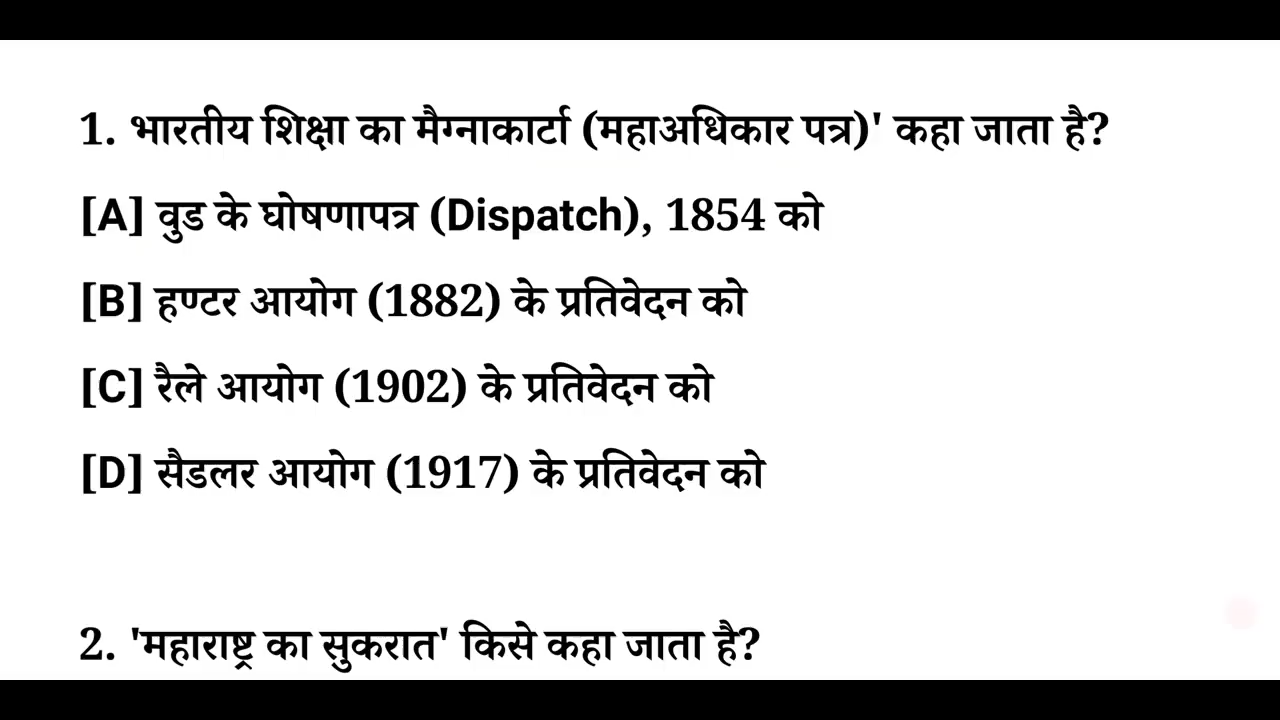 1. भारतीय शिक्षा का मैग्नाकार्टा (महाअधिकार पत्र)' कहा जाता है?
[A] वुड के घोषणापत्र (Dispatch), 1854 को
[B] हण्टर आयोग (1882) के प्रतिवेदन को
[C] रैले आयोग (1902) के प्रतिवेदन को
[D] सैडलर आयोग (1917) के प्रतिवेदन को
2. 'महाराष्ट्र का सुकरात' किसे कहा जाता है?